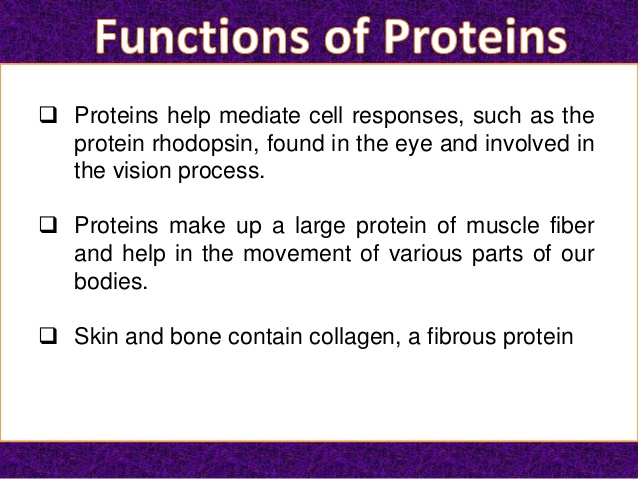 Functions of Proteins
❑ Proteins help mediate cell responses, such as the
protein rhodopsin, found in the eye and involved in
the vision process.
❑ Proteins make up a large protein of muscle fiber
and help in the movement of various parts of our
bodies.
❑ Skin and bone contain collagen, a fibrous protein